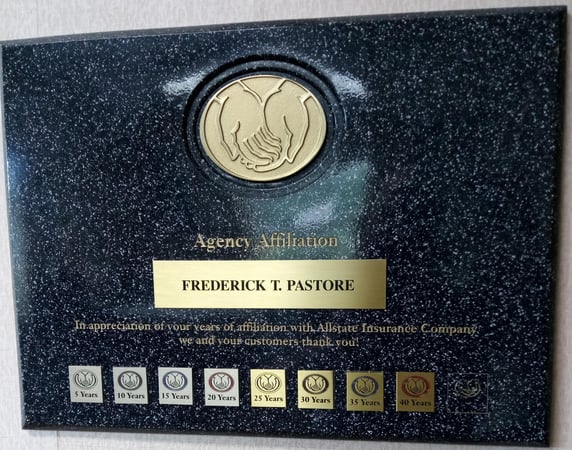 Agency Affiliation
FREDERICK T. PASTORE
In appreciation of your years of affiliation with Allstate Insurance Company,
we and your customers thank you!
5 Years 10 Years 15 Years 20 Years 25 Years 30 Years 35 Years 40 Years